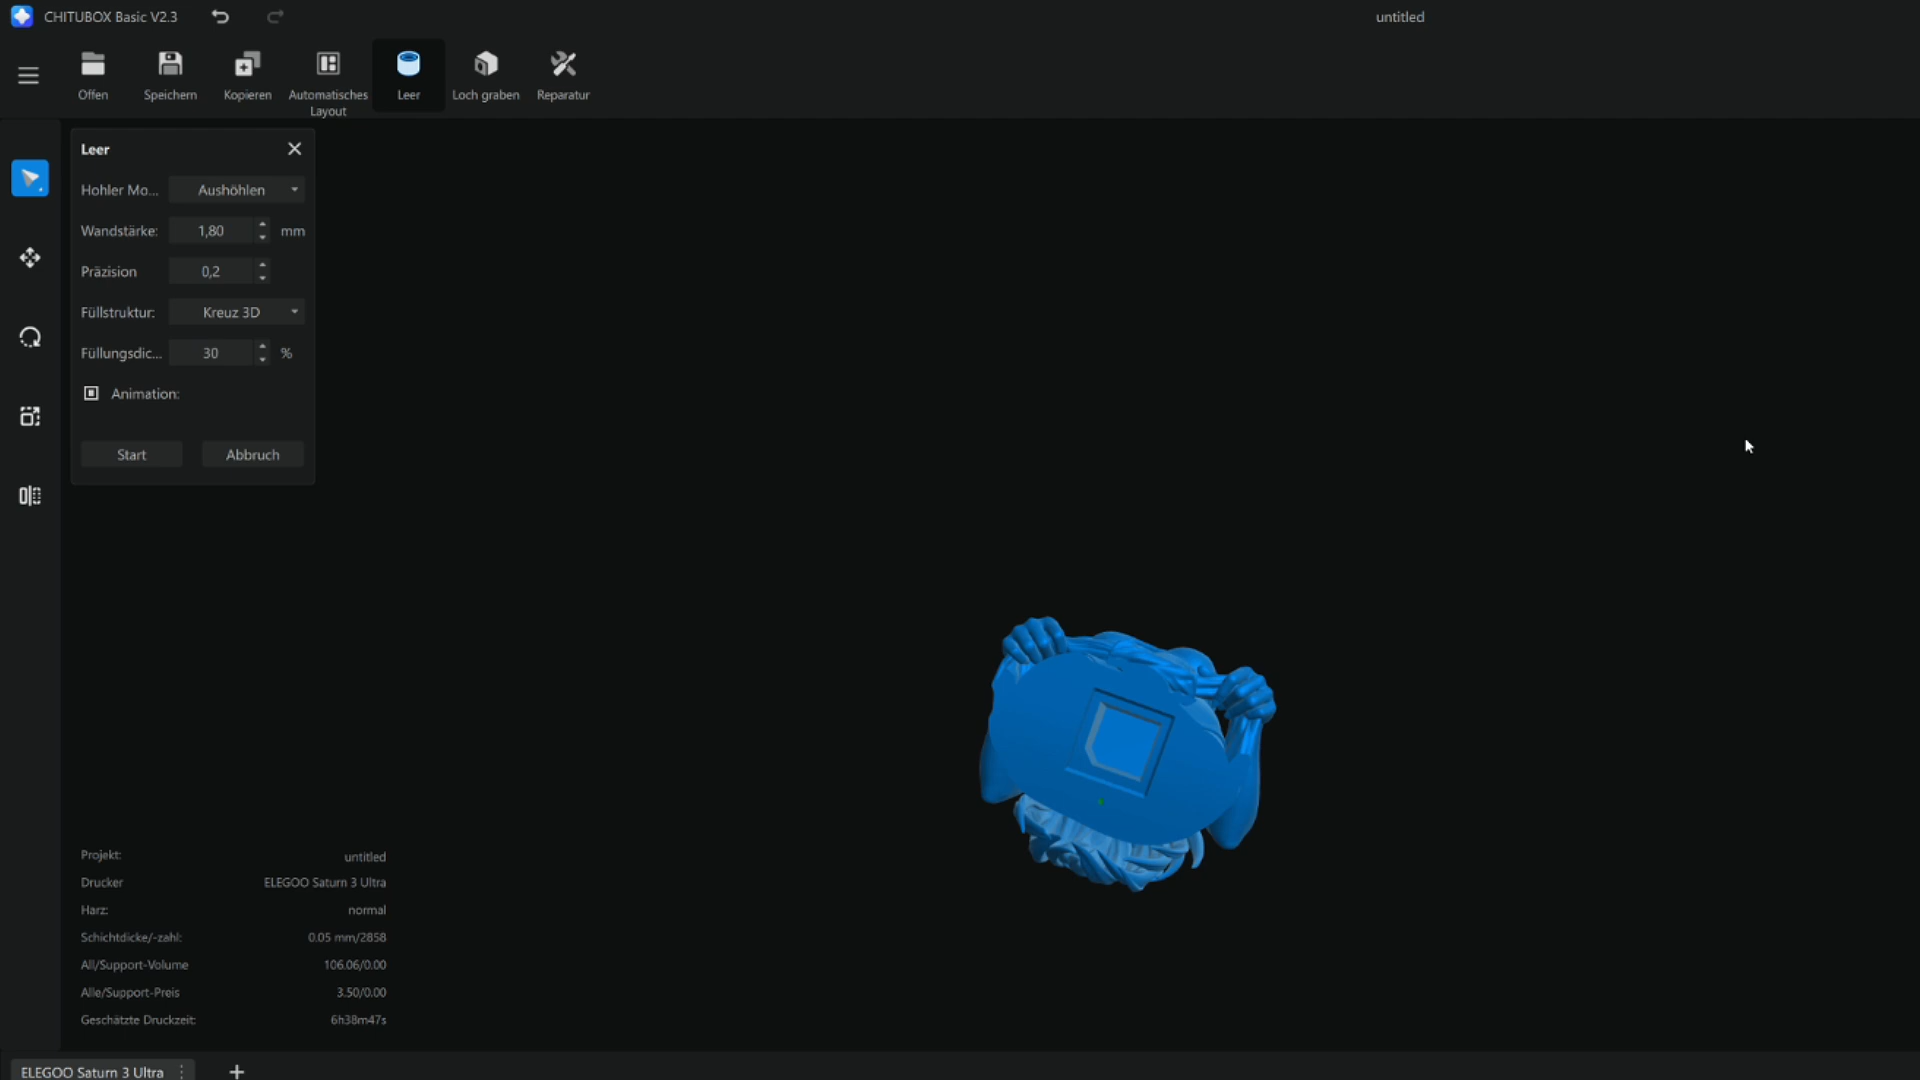 CHITUBOX Basic V2.3
untitled
Offen
Speichern
Kopieren
Automatisches
Layout
Leer
Loch graben
Reparatur
Leer
Hohler Mo... Aushöhlen
Wandstärke: 1,80 mm
Präzision 0,2
Füllstruktur: Kreuz 3D
Füllungsdic... 30 %
Animation:
Start
Abbruch
Projekt: untitled
Drucker ELEGOO Saturn 3 Ultra
Harz: normal
Schichtdicke/-zahl: 0.05 mm/2858
All/Support-Volume 106.06/0.00
Alle/Support-Preis 3.50/0.00
Geschätzte Druckzeit: 6h38m47s
ELEGOO Saturn 3 Ultra